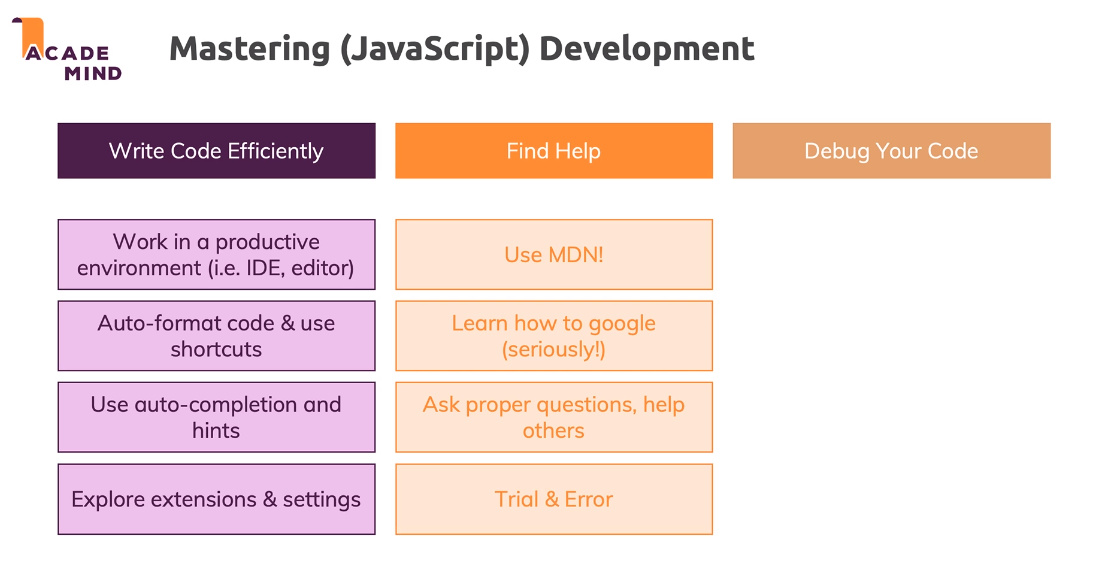 ACADE
MIND
Mastering (JavaScript) Development
Write Code Efficiently
Find Help
Debug Your Code
Work in a productive
environment (i.e. IDE, editor)
Use MDN!
Auto-format code & use
shortcuts
Learn how to google
(seriously!)
Use auto-completion and
hints
Ask proper questions, help
others
Explore extensions & settings
Trial & Error